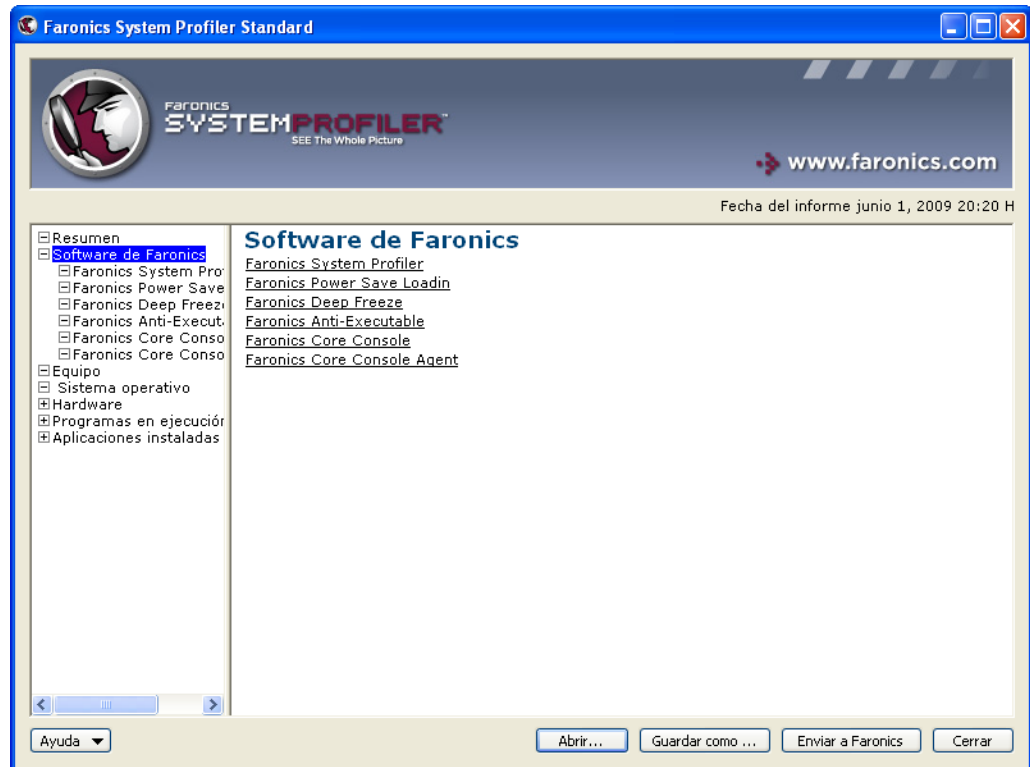 Faronics System Profiler Standard
Faronics
SYSTEMPROFILER™
SEE The Whole Picture
www.faronics.com
Fecha del informe junio 1, 2009 20:20 H
Resumen
Software de Faronics
Faronics System Pro
Faronics Power Save
Faronics Deep Freez
Faronics Anti-Execut
Faronics Core Conso
Faronics Core Conso
Equipo
Sistema operativo
Hardware
Programas en ejecución
Aplicaciones instaladas
Software de Faronics
Faronics System Profiler
Faronics Power Save Loadin
Faronics Deep Freeze
Faronics Anti-Executable
Faronics Core Console
Faronics Core Console Agent
Ayuda
Abrir...
Guardar como ...
Enviar a Faronics
Cerrar